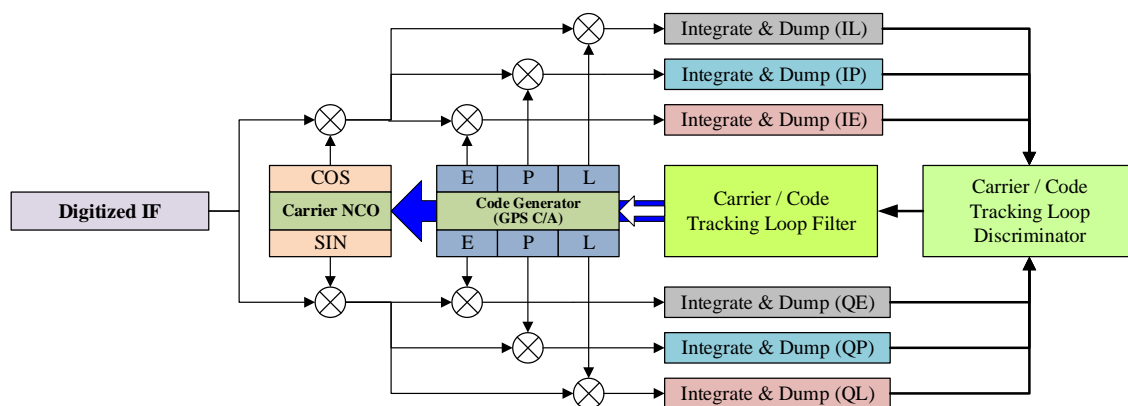 Integrate & Dump (IL)
Integrate & Dump (IP)
Integrate & Dump (IE)
COS
E P L
Digitized IF
Carrier NCO
Code Generator
(GPS C/A)
Carrier / Code
Tracking Loop Filter
Carrier / Code
Tracking Loop
Discriminator
SIN
E P L
Integrate & Dump (QE)
Integrate & Dump (QP)
Integrate & Dump (QL)